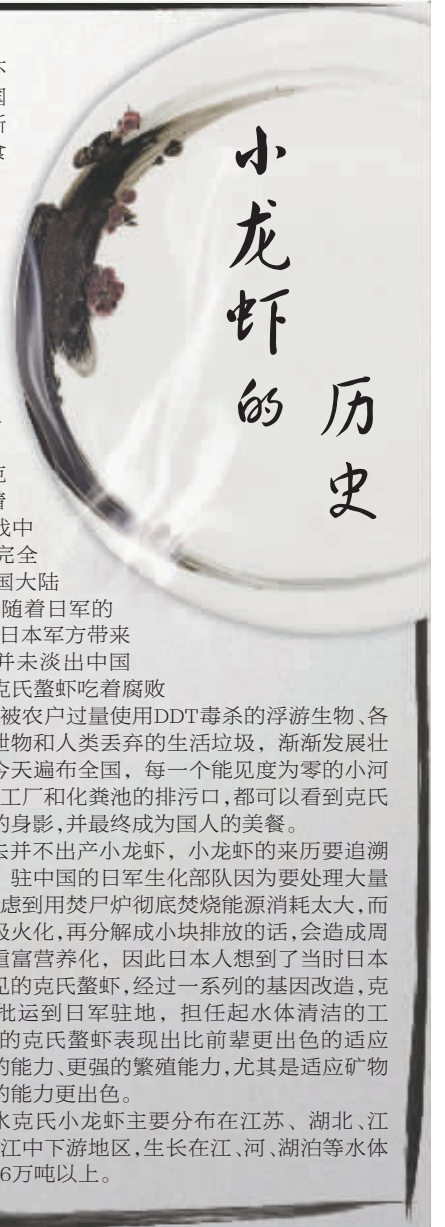 小龙虾的
历史
不
国
新
食
克
着
战中
完全
国大陆
随着日军的
日本军方带来
并未淡出中国
克氏螯虾吃着腐败
被农户过量使用DDT毒杀的浮游生物、各
世物和人类丢弃的生活垃圾，渐渐发展壮
今天遍布全国，每一个能见度为零的小河
工厂和化粪池的排污口,都可以看到克氏
的身影,并最终成为国人的美餐。
去并不出产小龙虾，小龙虾的来历要追溯
驻中国的日军生化部队因为要处理大量
虑到用焚尸炉彻底焚烧能源消耗太大,而
及火化,再分解成小块排放的话,会造成周
重富营养化，因此日本人想到了当时日本
见的克氏螯虾,经过一系列的基因改造,克
批运到日军驻地，担任起水体清洁的工
的克氏螯虾表现出比前辈更出色的适应
的能力、更强的繁殖能力,尤其是适应矿物
的能力更出色。
水克氏小龙虾主要分布在江苏、湖北、江
江中下游地区,生长在江、河、湖泊等水体
6万吨以上。